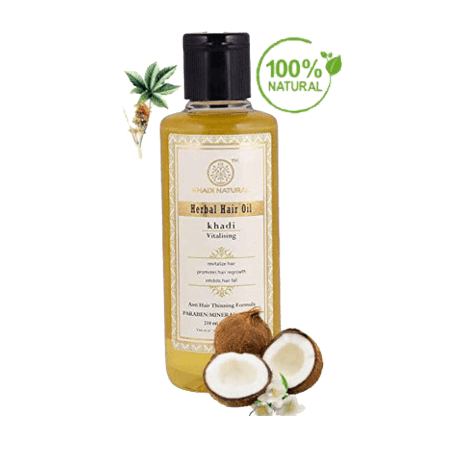 100%
NATURAL
TM
KHADI NATURAL
Herbal Hair Oil
khadi
Vitalising
revitalize hair
promotes hair regrowth
inhibits hair fall
Anti Hair Thinning Formula
PARABEN/MINERAL
210